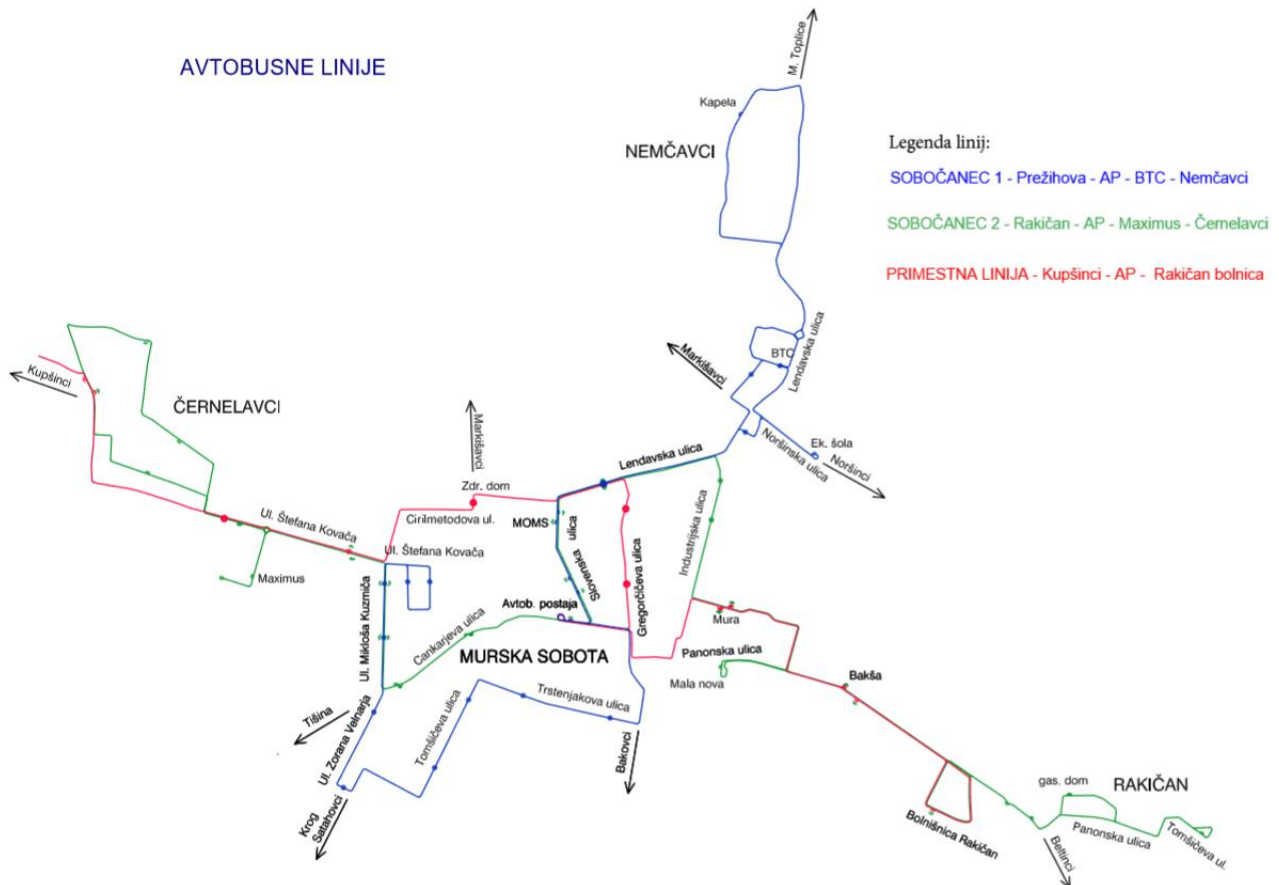 AVTOBUSNE LINIJE
M. Toplice
Kapela
NEMČAVCI
Legenda linij:
SOBOČANEC 1 - Prežihova - AP - BTC - Nemčavci
SOBOČANEC 2 - Rakičan - AP - Maximus - Černelavci
PRIMESTNA LINIJA - Kupšinci - AP - Rakičan bolnica
Lendavska ulica
BTC
Markišavci
Kupšinci
ČERNELAVCI
Markišavci
Lendavska ulica
Noršinska ulica
Ek. šola
Noršinci
Zdr. dom
Cirilmetodova ul.
MOMS
Slovenska
ulica
Ul. Štefana Kovača
Ul. Štefana Kovača
Maximus
Industrijska ulica
Gregorčičeva ulica
Avtob. postaja
Ul. Mikloša Kuzmiča
Cankarjeva ulica
MURSKA SOBOTA
Mura
Panonska ulica
Mala nova
Bakša
Tišina
Ul. Zorana Velnarja
Tomšičeva ulica
Trstenjakova ulica
Bakovci
Krog
Satahovci
gas. dom
RAKIČAN
Bolnišnica Rakičan
Panonska ulica
Tomšičeva ul.
Beltinci